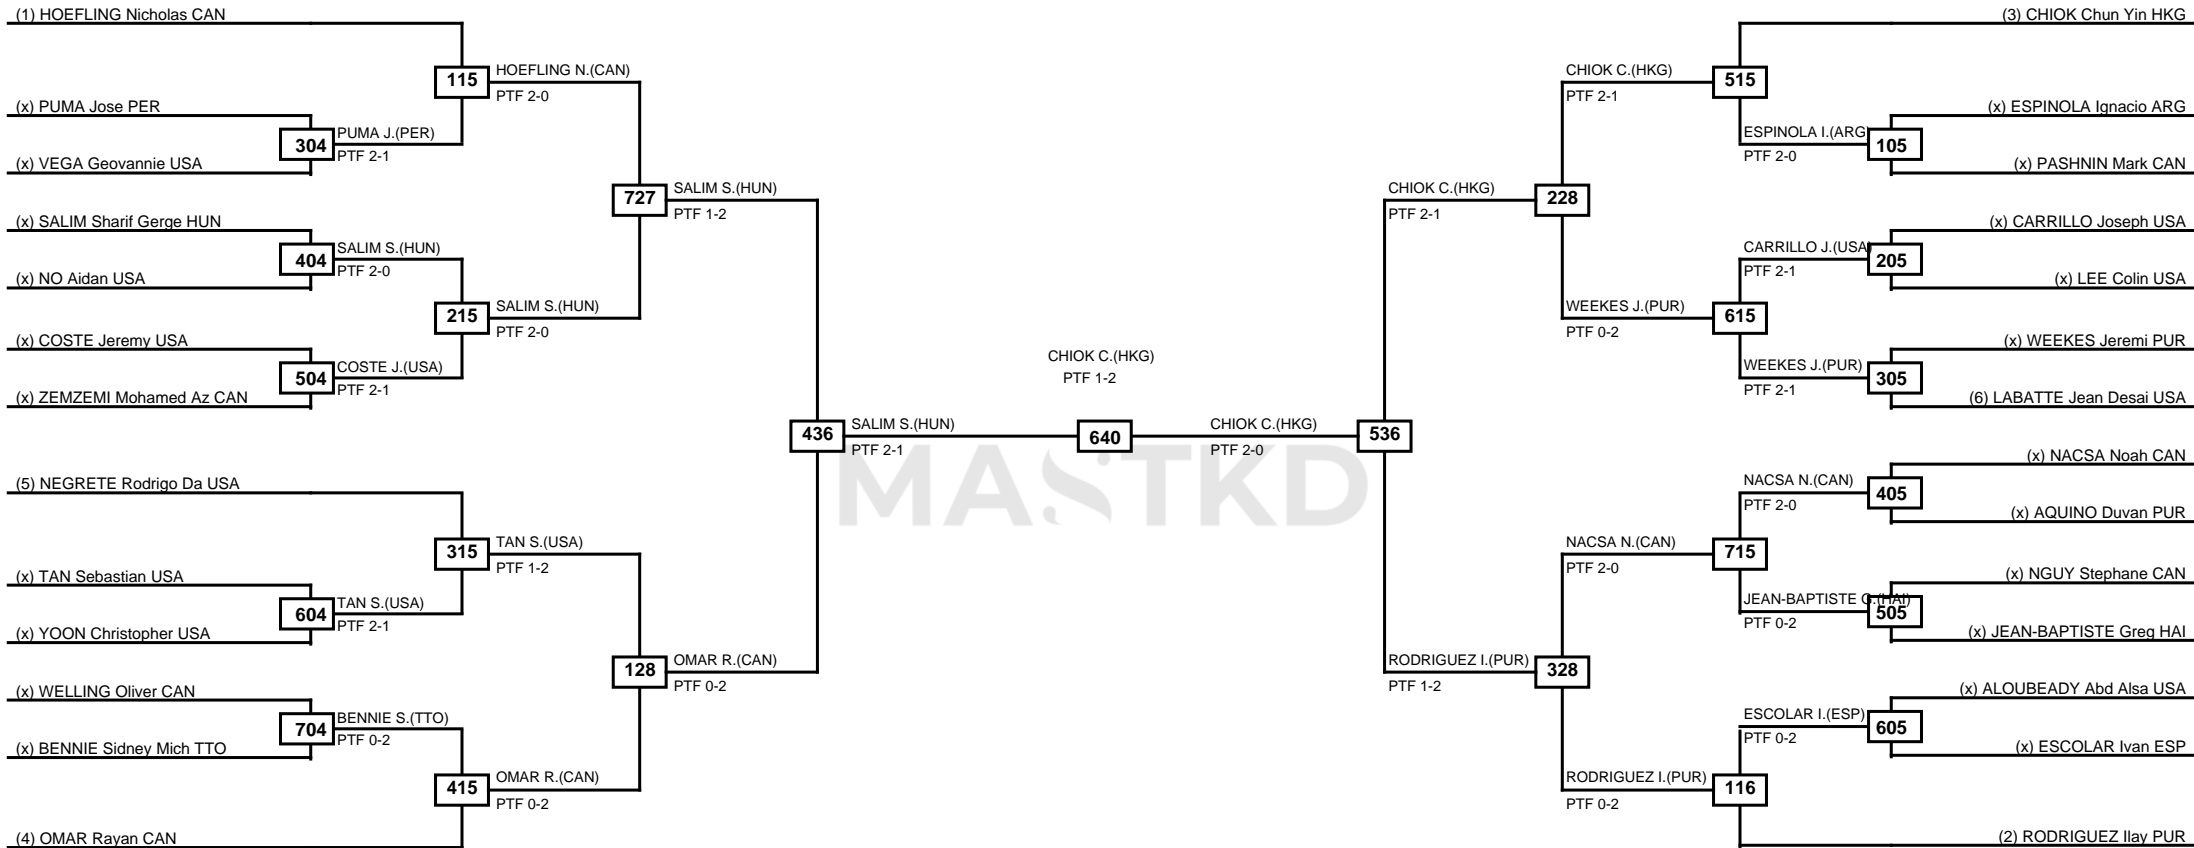 (1) HOEFLING Nicholas CAN
(x) PUMA Jose PER
(x) VEGA Geovannie USA
(x) SALIM Sharif Gerge HUN
(x) NO Aidan USA
(x) COSTE Jeremy USA
(x) ZEMZEMI Mohamed Az CAN
(5) NEGRETE Rodrigo Da USA
(x) TAN Sebastian USA
(x) YOON Christopher USA
(x) WELLING Oliver CAN
(x) BENNIE Sidney Mich TTO
(4) OMAR Rayan CAN
304
PUMA J.(PER)
PTF 2-1
404
SALIM S.(HUN)
PTF 2-0
504
COSTE J.(USA)
PTF 2-1
604
TAN S.(USA)
PTF 2-1
704
BENNIE S.(TTO)
PTF 0-2
115
HOEFLING N.(CAN)
PTF 2-0
215
SALIM S.(HUN)
PTF 2-0
315
TAN S.(USA)
PTF 1-2
415
OMAR R.(CAN)
PTF 0-2
727
SALIM S.(HUN)
PTF 1-2
128
OMAR R.(CAN)
PTF 0-2
436
SALIM S.(HUN)
PTF 2-1
CHIOK C.(HKG)
PTF 1-2
640
MASTKD
CHIOK C.(HKG)
PTF 2-0
536
CHIOK C.(HKG)
PTF 2-1
228
RODRIGUEZ I.(PUR)
PTF 1-2
328
CHIOK C.(HKG)
PTF 2-1
515
WEEKES J.(PUR)
PTF 0-2
615
NACSA N.(CAN)
PTF 2-0
715
RODRIGUEZ I.(PUR)
PTF 0-2
116
ESPINOLA I.(ARG)
PTF 2-0
105
CARRILLO J.(USA)
PTF 2-1
205
WEEKES J.(PUR)
PTF 2-1
305
NACSA N.(CAN)
PTF 2-0
405
JEAN-BAPTISTE G.(HAI)
PTF 0-2
505
ESCOLAR I.(ESP)
PTF 0-2
605
(3) CHIOK Chun Yin HKG
(x) ESPINOLA Ignacio ARG
(x) PASHNIN Mark CAN
(x) CARRILLO Joseph USA
(x) LEE Colin USA
(x) WEEKES Jeremi PUR
(6) LABATTE Jean Desai USA
(x) NACSA Noah CAN
(x) AQUINO Duvan PUR
(x) NGUY Stephane CAN
(x) JEAN-BAPTISTE Greg HAI
(x) ALOUBEADY Abd Alsa USA
(x) ESCOLAR Ivan ESP
(2) RODRIGUEZ Ilay PUR